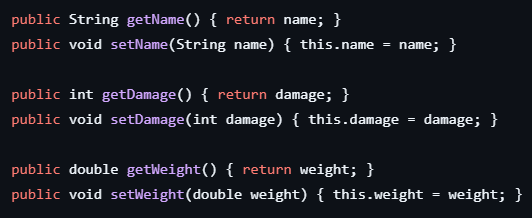 public String getName() { return name; }
public void setName(String name) { this.name = name; }
public int getDamage() { return damage; }
public void setDamage(int damage) { this.damage = damage; }
public double getWeight() { return weight; }
public void setWeight(double weight) { this.weight = weight; }